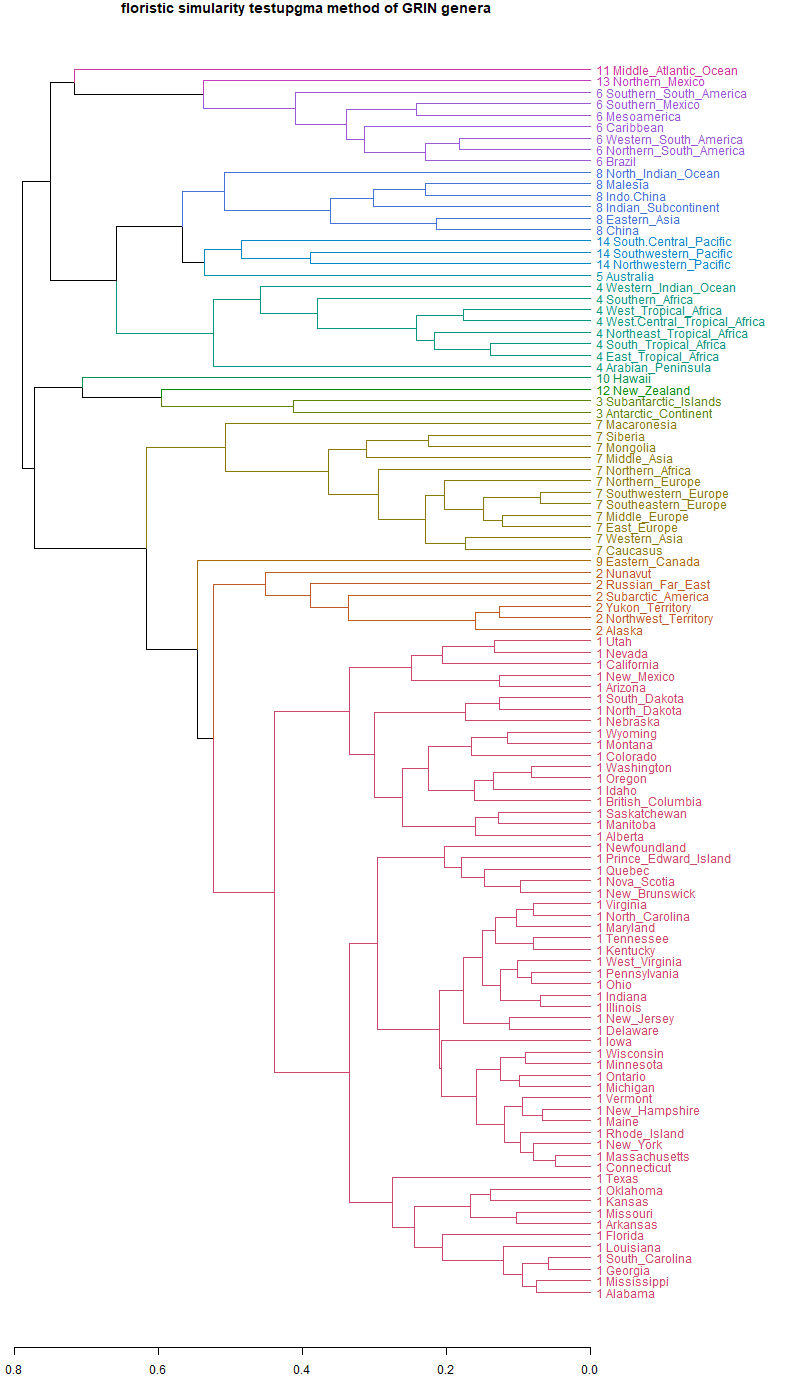 floristic simularity testupgma method of GRIN genera
11 Middle_Atlantic_Ocean
13 Northern_Mexico
6 Southern_South_America
6 Southern_Mexico
6 Mesoamerica
6 Caribbean
6 Western_South_America
6 Northern_South_America
6 Brazil
8 North_Indian_Ocean
8 Malesia
8 Indo.China
8 Indian_Subcontinent
8 Eastern_Asia
8 China
14 South.Central_Pacific
14 Southwestern_Pacific
14 Northwestern_Pacific
5 Australia
4 Western_Indian_Ocean
4 Southern_Africa
4 West_Tropical_Africa
4 West.Central_Tropical_Africa
4 Northeast_Tropical_Africa
4 South_Tropical_Africa
4 East_Tropical_Africa
4 Arabian_Peninsula
10 Hawaii
12 New_Zealand
3 Subantarctic_Islands
3 Antarctic_Continent
7 Macaronesia
7 Siberia
7 Mongolia
7 Middle_Asia
7 Northern_Africa
7 Northern_Europe
7 Southwestern_Europe
7 Southeastern_Europe
7 Middle_Europe
7 East_Europe
7 Western_Asia
7 Caucasus
9 Eastern_Canada
2 Nunavut
2 Russian_Far_East
2 Subarctic_America
2 Yukon_Territory
2 Northwest_Territory
2 Alaska
1 Utah
1 Nevada
1 California
1 New_Mexico
1 Arizona
1 South_Dakota
1 North_Dakota
1 Nebraska
1 Wyoming
1 Montana
1 Colorado
1 Washington
1 Oregon
1 Idaho
1 British_Columbia
1 Saskatchewan
1 Manitoba
1 Alberta
1 Newfoundland
1 Prince_Edward_Island
1 Quebec
1 Nova_Scotia
1 New_Brunswick
1 Virginia
1 North_Carolina
1 Maryland
1 Tennessee
1 Kentucky
1 West_Virginia
1 Pennsylvania
1 Ohio
1 Indiana
1 Illinois
1 New_Jersey
1 Delaware
1 Iowa
1 Wisconsin
1 Minnesota
1 Ontario
1 Michigan
1 Vermont
1 New_Hampshire
1 Maine
1 Rhode_Island
1 New_York
1 Massachusetts
1 Connecticut
1 Texas
1 Oklahoma
1 Kansas
1 Missouri
1 Arkansas
1 Florida
1 Louisiana
1 South_Carolina
1 Georgia
1 Mississippi
1 Alabama
0.8 0.6 0.4 0.2 0.0